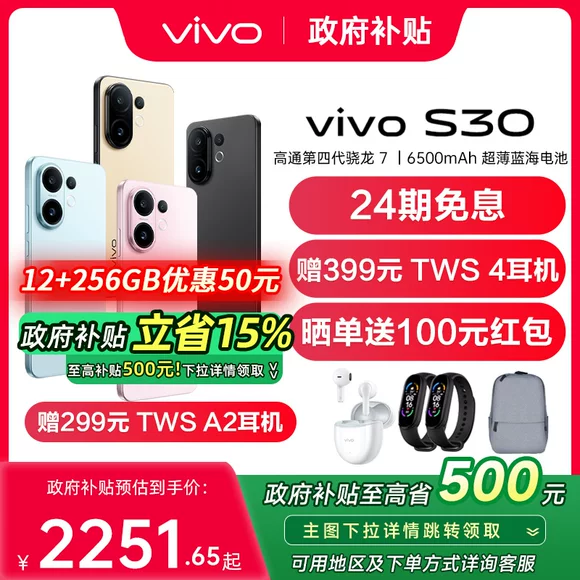 vivo | 政府补贴
vivo S30
高通第四代骁龙 7 | 6500mAh 超薄蓝海电池
24期免息
赠399元 TWS 4耳机
晒单送100元红包
vivo
vivo
12+256GB优惠50元
政府补贴 立省15%
至高补贴500元!下拉详情领取
赠299元 TWS A2耳机
vivo
政府补贴预估到手价:
¥2251.65起
政府补贴至高省500元
主图下拉详情跳转领取
可用地区及下单方式详询客服